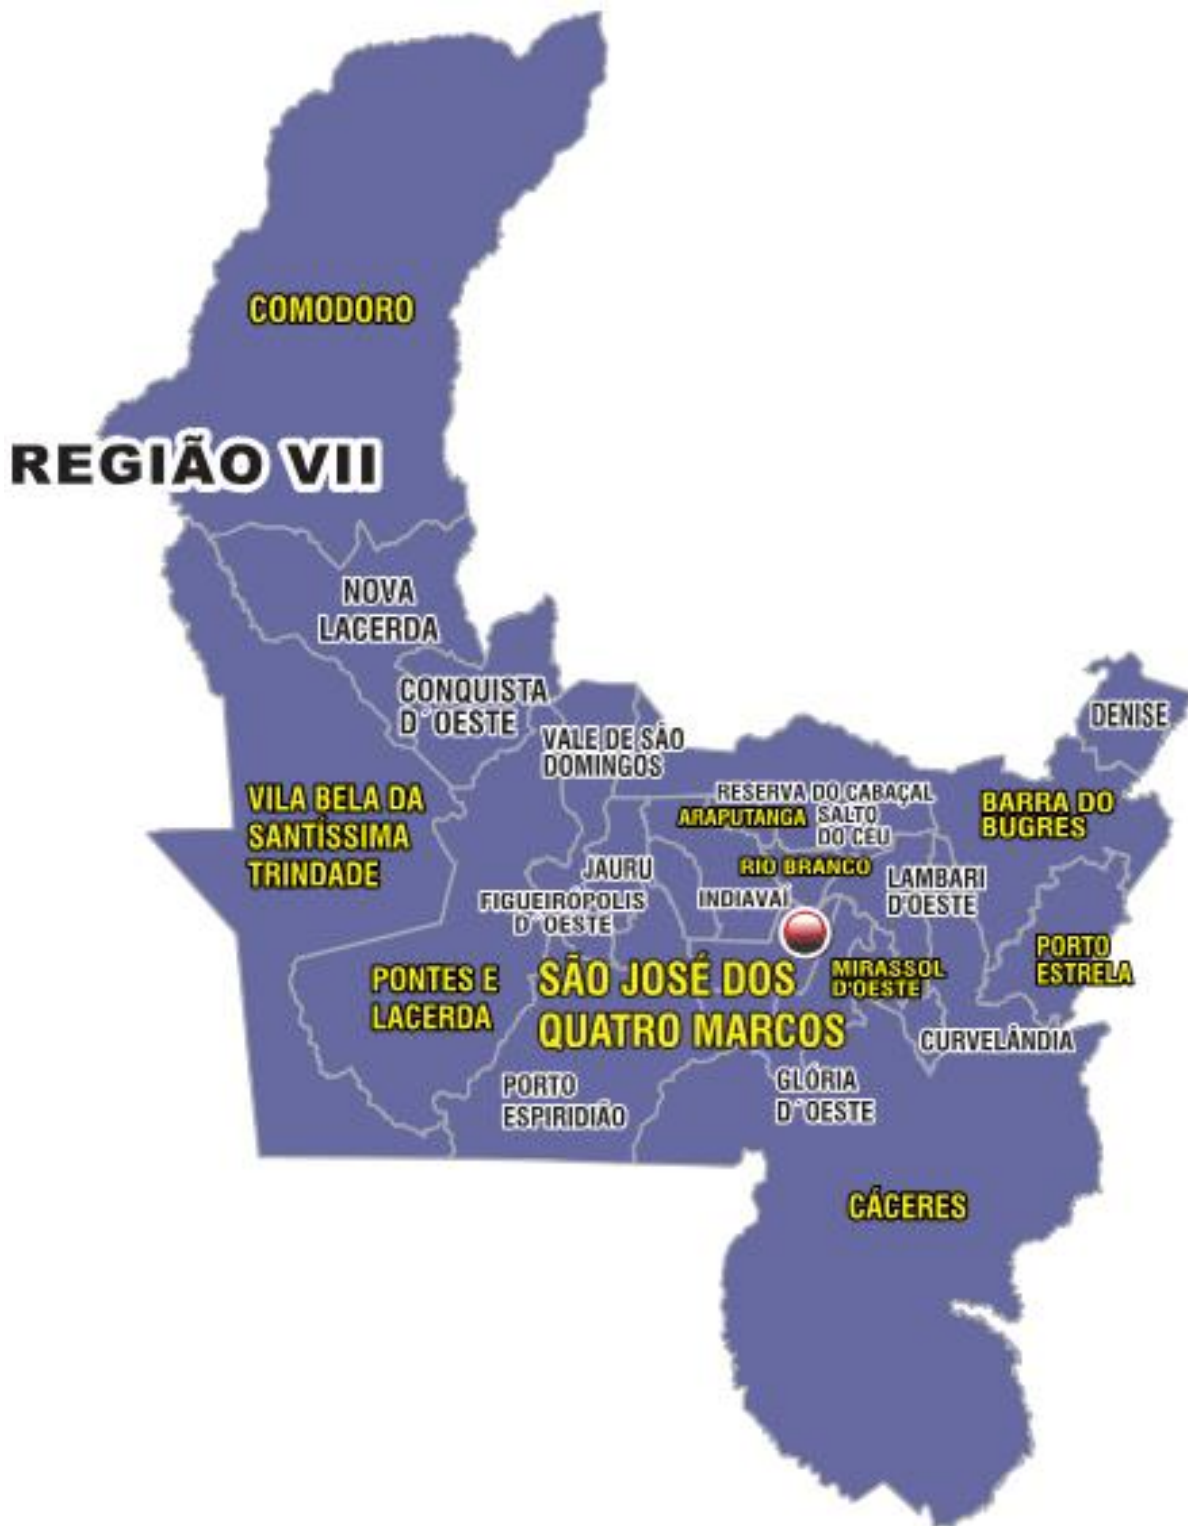 COMODORO
REGIÃO VII
NOVA
LACERDA
CONQUISTA
D´OESTE
DENISE
VALE DE SÃO
DOMINGOS
VILA BELA DA
SANTÍSSIMA
TRINDADE
RESERVA DO CABAÇAL
ARAPUTANGA
SALTO
DO CÉU
BARRA DO
BUGRES
JAURU
RIO BRANCO
LAMBARI
D'OESTE
FIGUEIRÓPOLIS
D´OESTE
INDIAVAÍ
PORTO
ESTRELA
PONTES E
LACERDA
SÃO JOSÉ DOS
QUATRO MARCOS
MIRASSOL
D'OESTE
CURVELÂNDIA
PORTO
ESPIRIDIÃO
GLÓRIA
D´OESTE
CÁCERES